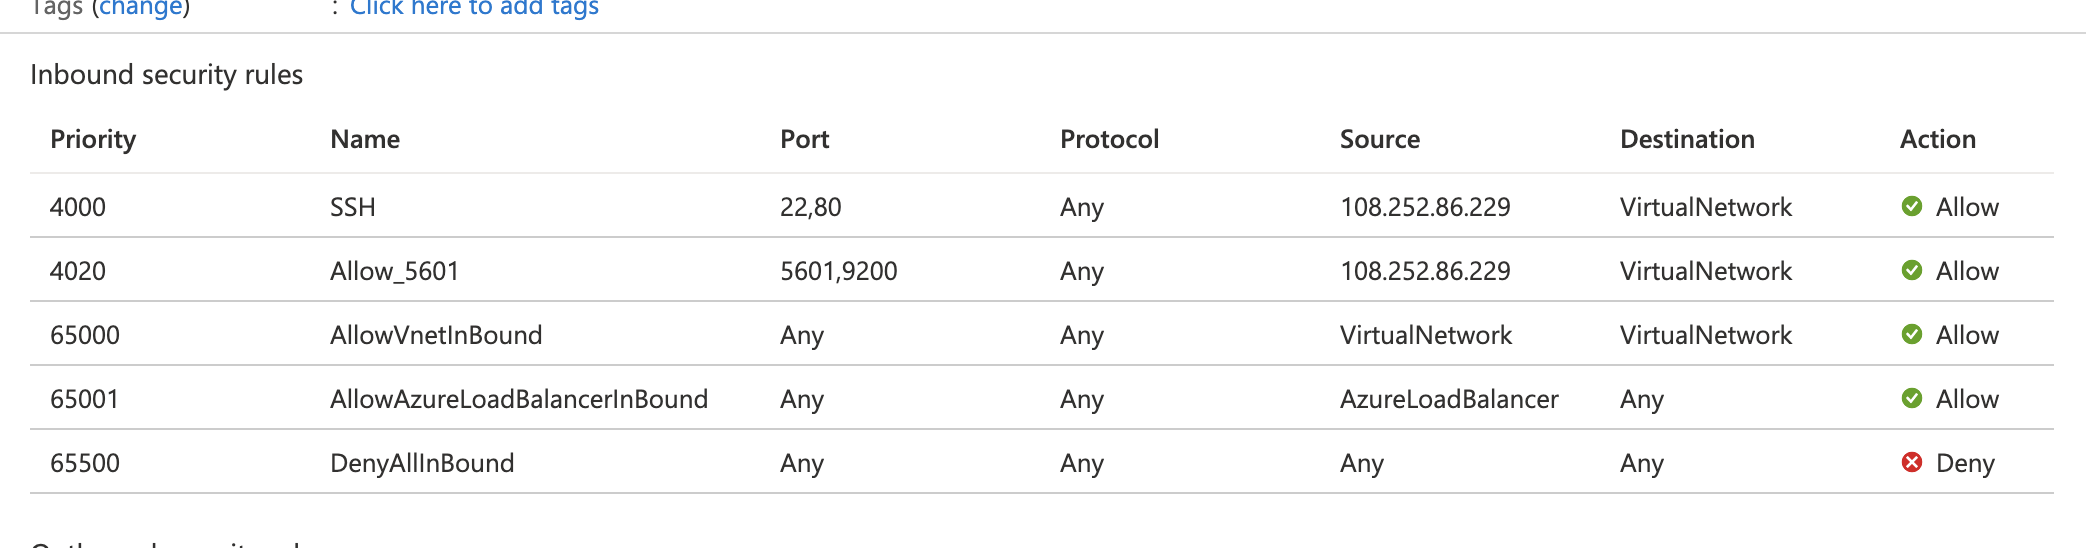 Tags (change) : Click here to add tags
Inbound security rules
Priority Name Port Protocol Source Destination Action
4000 SSH 22,80 Any 108.252.86.229 VirtualNetwork Allow
4020 Allow_5601 5601,9200 Any 108.252.86.229 VirtualNetwork Allow
65000 AllowVnetInBound Any Any VirtualNetwork VirtualNetwork Allow
65001 AllowAzureLoadBalancerInBound Any Any AzureLoadBalancer Any Allow
65500 DenyAllInBound Any Any Any Any Deny